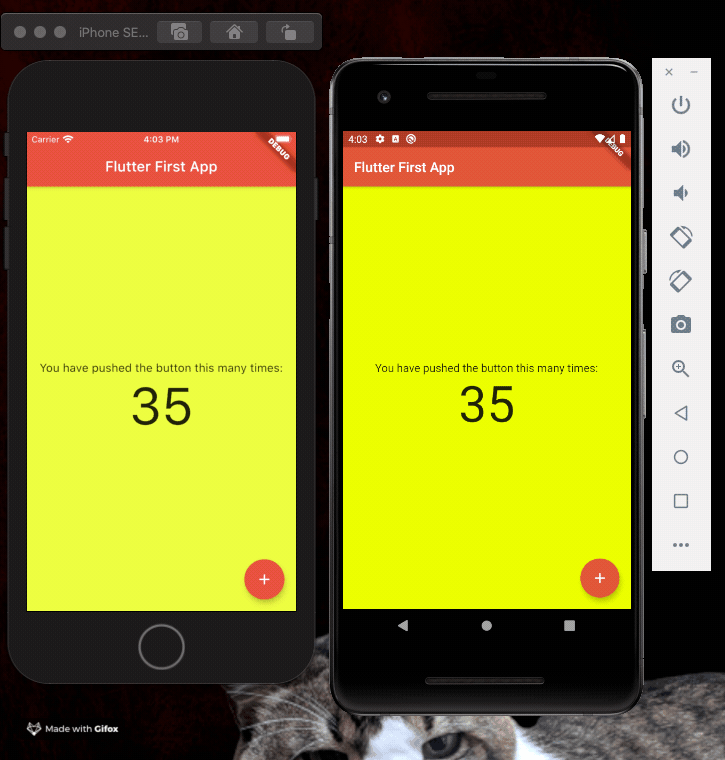 iPhone SE...
Carrier 4:03 PM
DEBUG
Flutter First App
You have pushed the button this many times:
35
+
4:03
DEBUG
Flutter First App
You have pushed the button this many times:
35
+
Made with Gifox